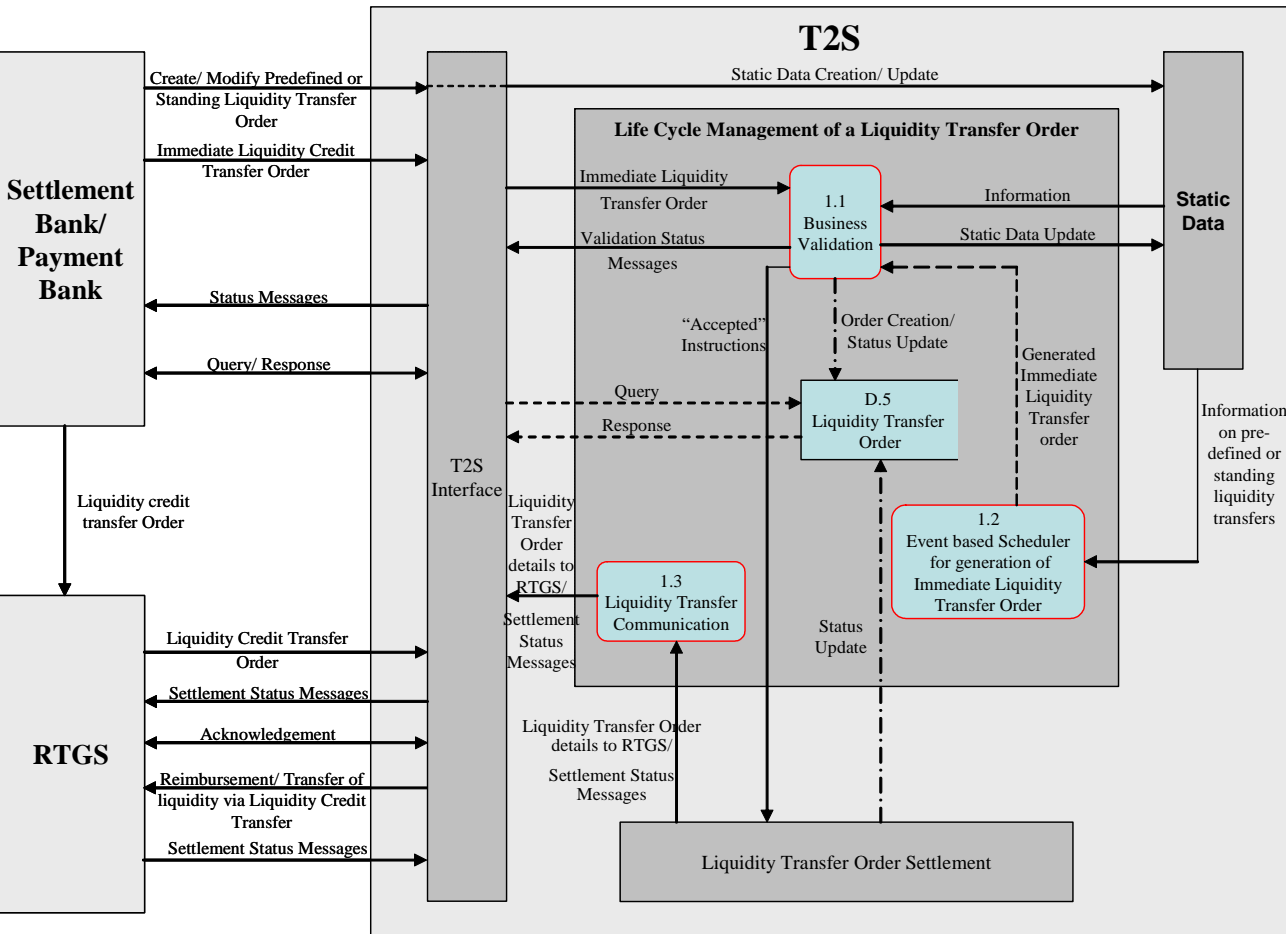 T2S
Create/ Modify Predefined or
Standing Liquidity Transfer
Order
Static Data Creation/ Update
Life Cycle Management of a Liquidity Transfer Order
Immediate Liquidity Credit
Transfer Order
Settlement
Bank/
Payment
Bank
Immediate Liquidity
Transfer Order
1.1
Business
Validation
Information
Static
Data
Validation Status
Messages
Static Data Update
Status Messages
"Accepted"
Instructions
Order Creation/
Status Update
Generated
Immediate
Liquidity
Transfer
order
Query/ Response
Query
Response
D.5
Liquidity Transfer
Order
Information
on pre-
defined or
standing
liquidity
transfers
T2S
Interface
Liquidity credit
transfer Order
Liquidity
Transfer
Order
details to
RTGS/
Settlement
Status
Messages
1.3
Liquidity Transfer
Communication
1.2
Event based Scheduler
for generation of
Immediate Liquidity
Transfer Order
Status
Update
RTGS
Liquidity Credit Transfer
Order
Settlement Status Messages
Acknowledgement
Reimbursement/ Transfer of
liquidity via Liquidity Credit
Transfer
Settlement Status Messages
Liquidity Transfer Order
details to RTGS/
Settlement Status
Messages
Liquidity Transfer Order Settlement